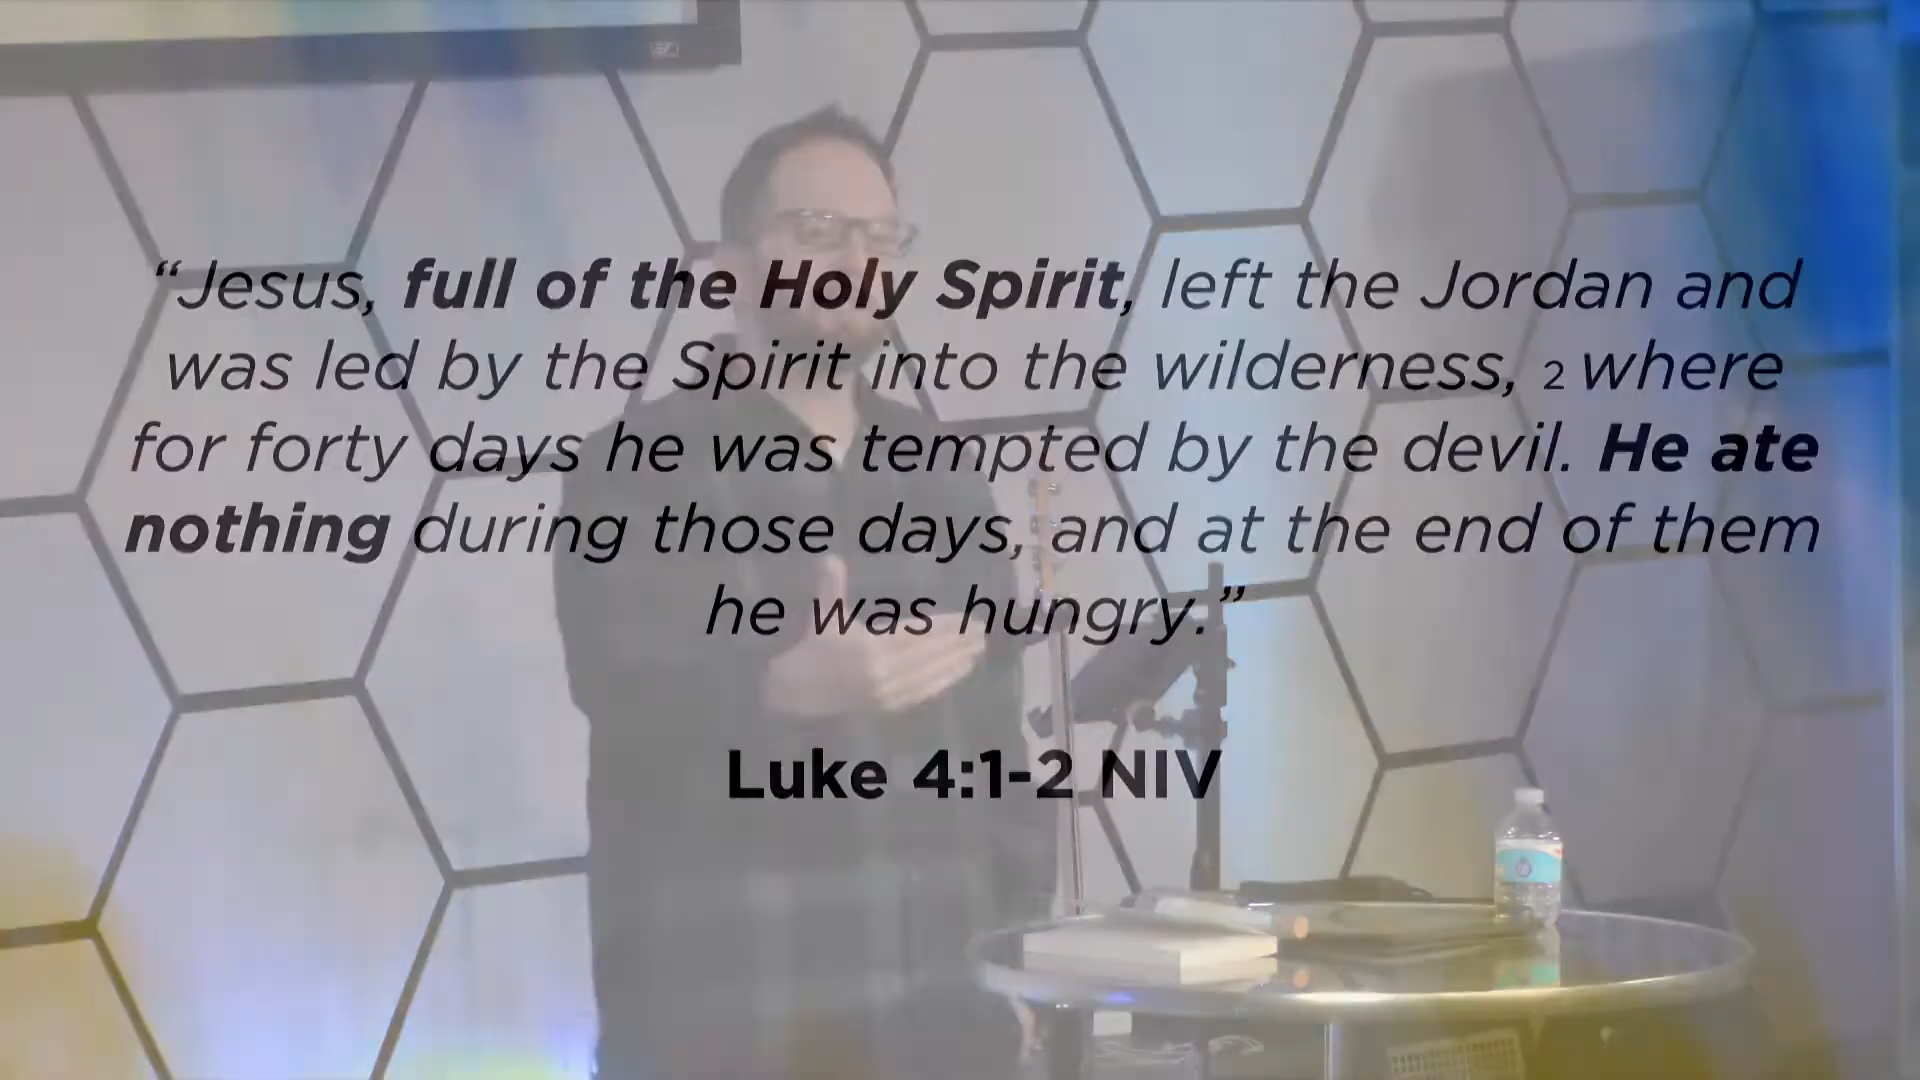 “Jesus, full of the Holy Spirit, left the Jordan and
was led by the Spirit into the wilderness, 2 where
for forty days he was tempted by the devil. He ate
nothing during those days, and at the end of them
he was hungry.”
Luke 4:1-2 NIV